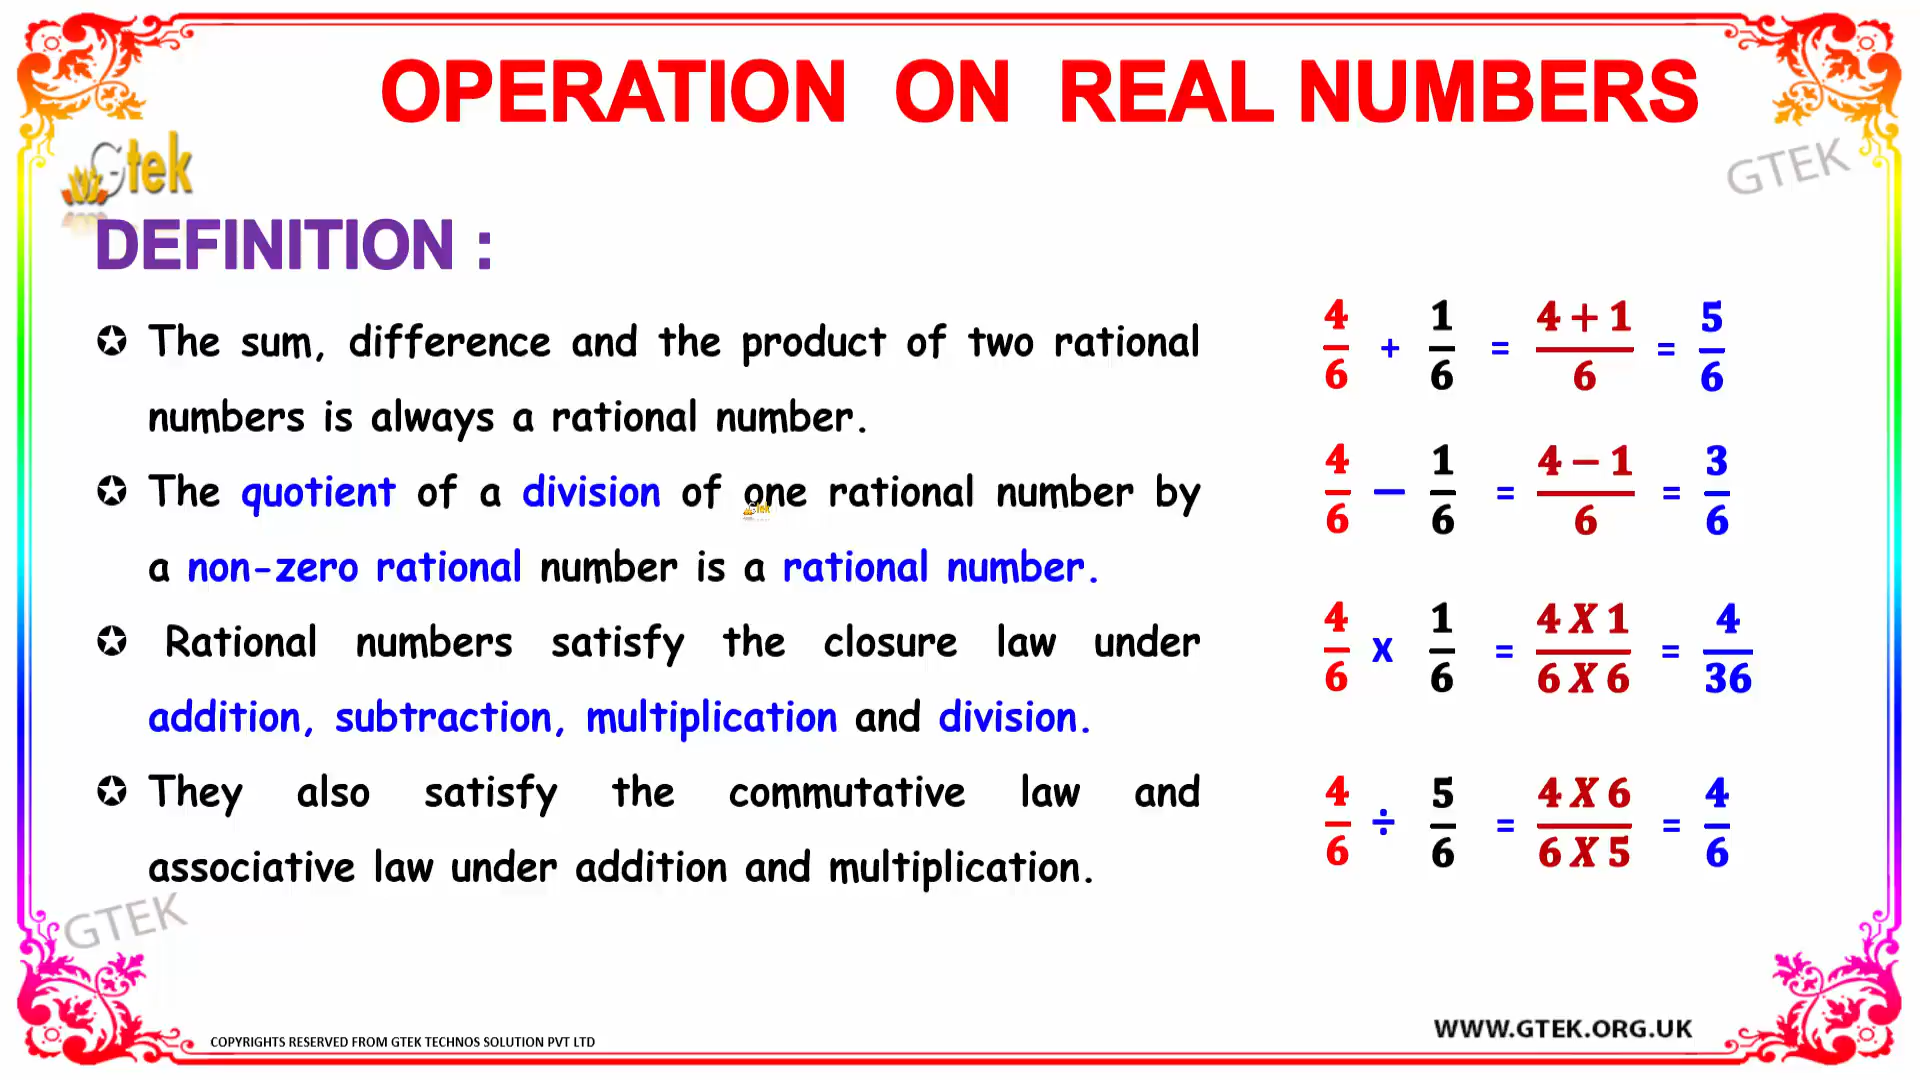 OPERATION ON REAL NUMBERS
Gtek
GTEK
DEFINITION :
✪ The sum, difference and the product of two rational
numbers is always a rational number.
✪ The quotient of a division of one rational number by
a non-zero rational number is a rational number.
✪ Rational numbers satisfy the closure law under
addition, subtraction, multiplication and division.
✪ They also satisfy the commutative law and
associative law under addition and multiplication.
4/6 + 1/6 = 4 + 1/6 = 5/6
4/6 − 1/6 = 4 − 1/6 = 3/6
4/6 x 1/6 = 4 X 1/6 X 6 = 4/36
4/6 ÷ 5/6 = 4 X 6/6 X 5 = 4/6
Gtek
GTEK
COPYRIGHTS RESERVED FROM GTEK TECHNOS SOLUTION PVT LTD
WWW.GTEK.ORG.UK